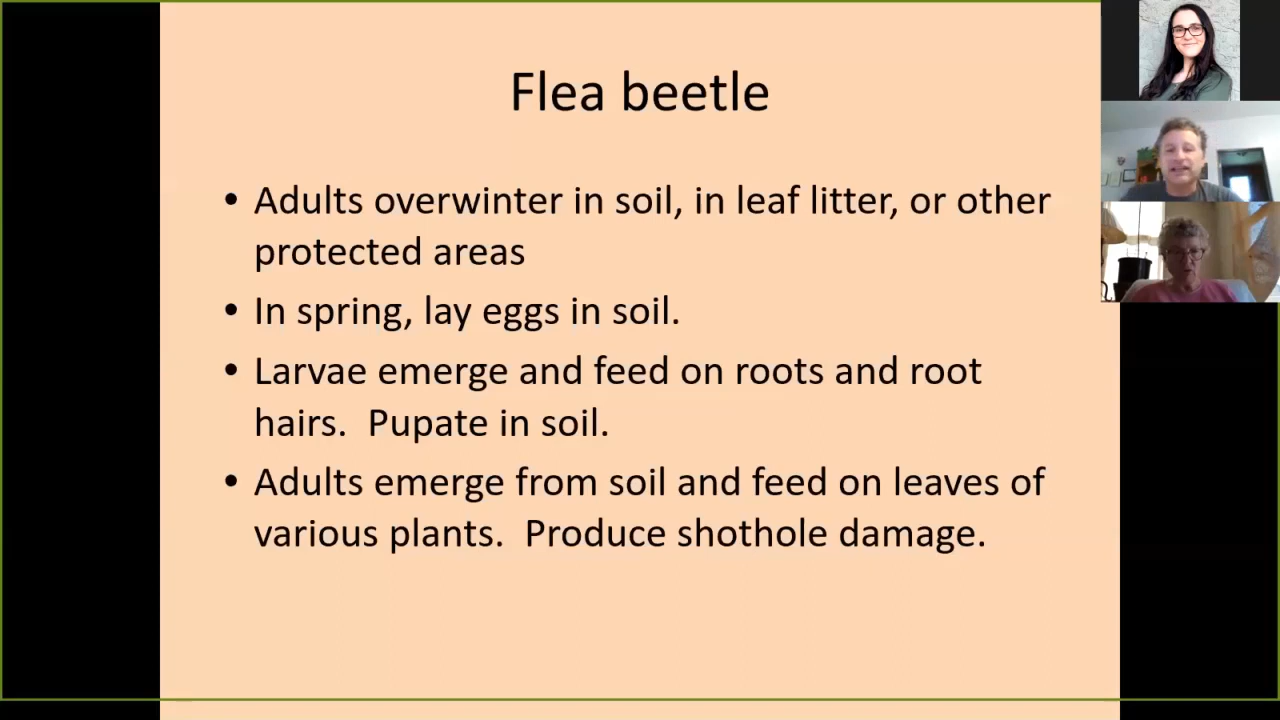 Flea beetle
• Adults overwinter in soil, in leaf litter, or other
protected areas
• In spring, lay eggs in soil.
• Larvae emerge and feed on roots and root
hairs.  Pupate in soil.
• Adults emerge from soil and feed on leaves of
various plants.  Produce shothole damage.